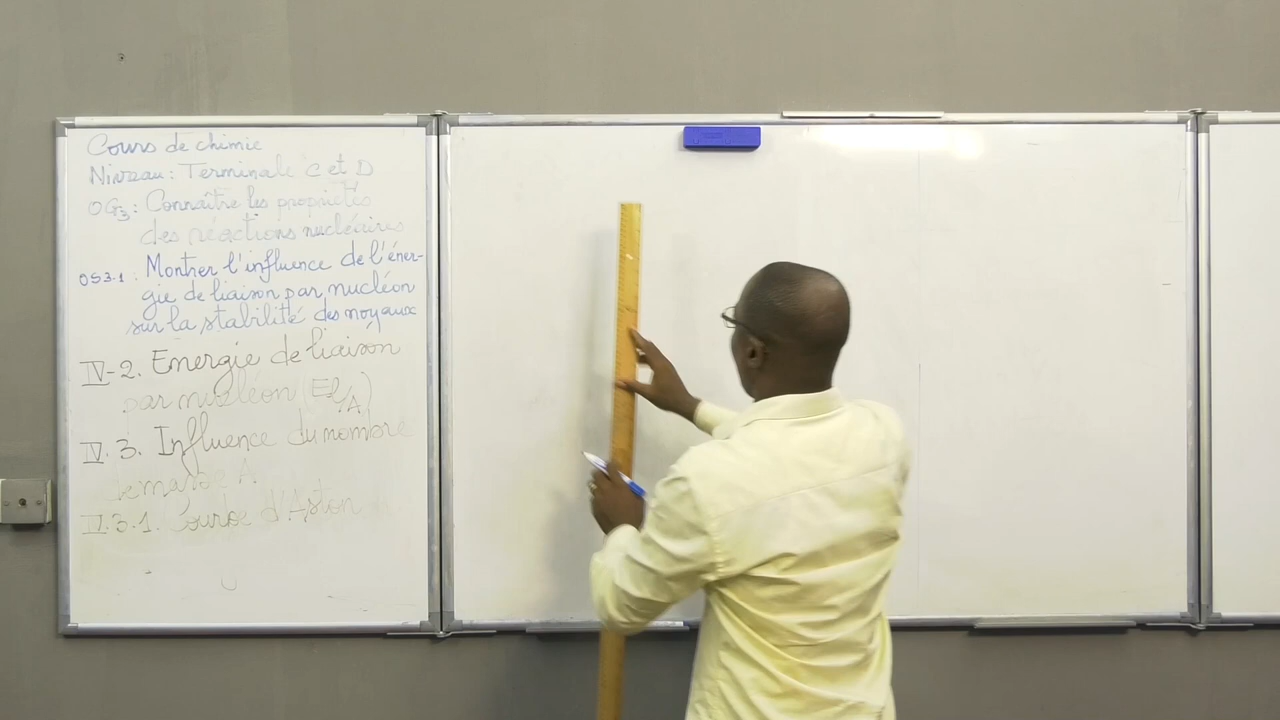 Cours de chimie
Niveau: Terminale C et D
OG3: Connaître les propriétés
des réactions nucléaires
OS3.1: Montrer l'influence de l'éner-
gie de liaison par nucléon
sur la stabilité des noyaux
IV-2. Energie de liaison
par nucléon (El/A)
IV. 3. Influence du nombre
de masse A
IV.3.1. Courbe d'Aston